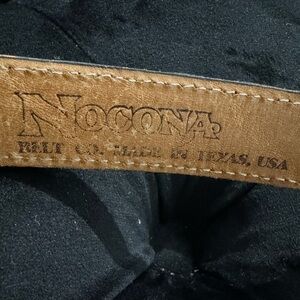 NOCONA
BELT CO. MADE IN TEXAS, USA